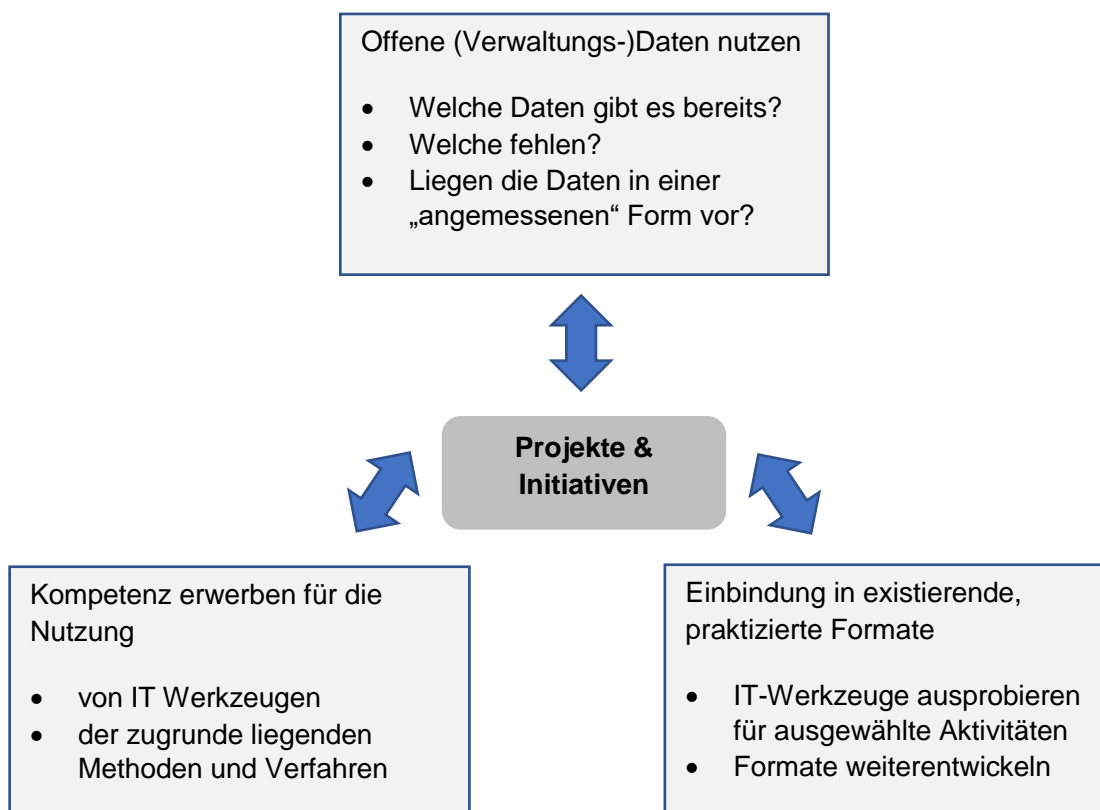 Offene (Verwaltungs-)Daten nutzen
• Welche Daten gibt es bereits?
• Welche fehlen?
• Liegen die Daten in einer
„angemessenen“ Form vor?
Projekte &
Initiativen
Kompetenz erwerben für die
Nutzung
• von IT Werkzeugen
• der zugrunde liegenden
Methoden und Verfahren
Einbindung in existierende,
praktizierte Formate
• IT-Werkzeuge ausprobieren
für ausgewählte Aktivitäten
• Formate weiterentwickeln